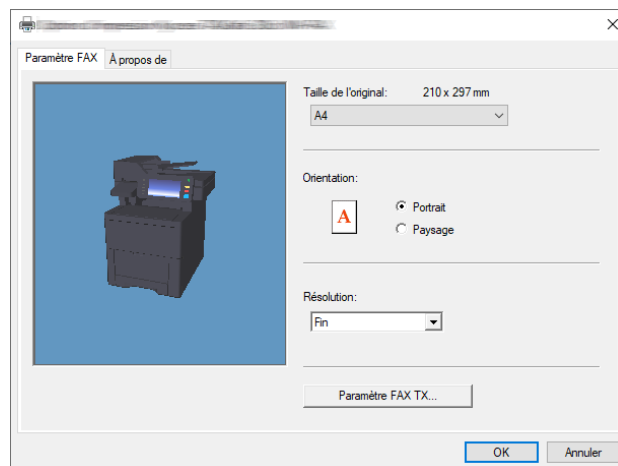 Paramètre FAX
À propos de
Taille de l'original: 210 x 297 mm
A4
Orientation:
A
Portrait
Paysage
Résolution:
Fin
Paramètre FAX TX...
OK
Annuler